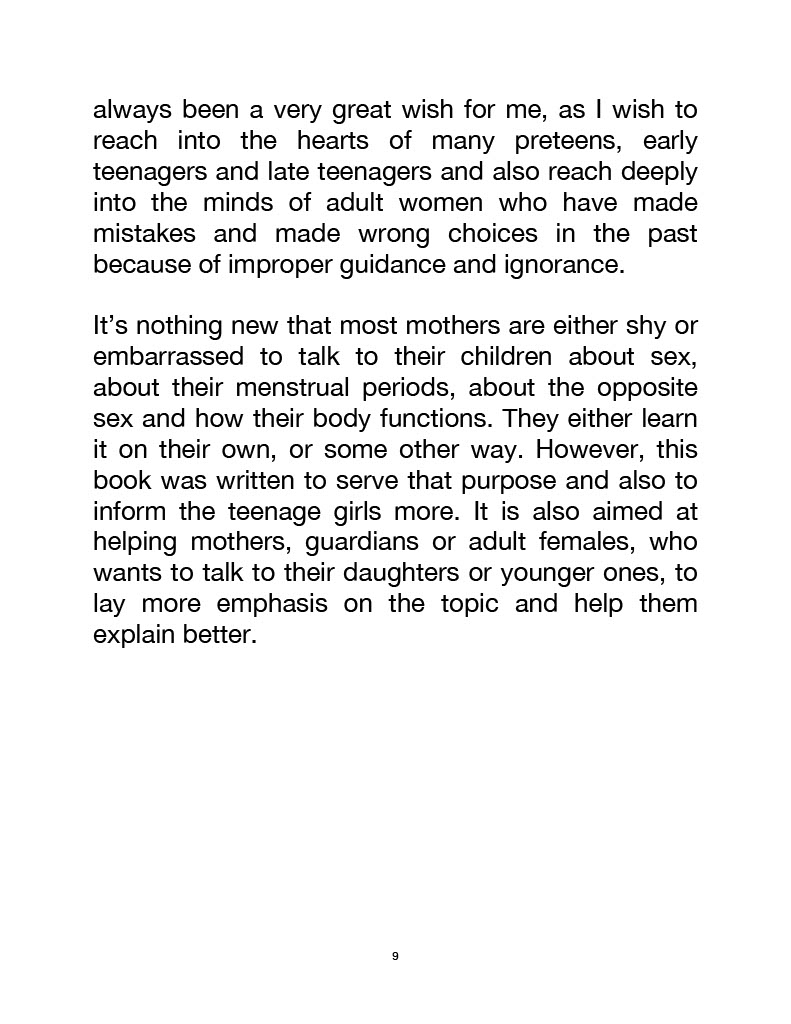 always been a very great wish for me, as I wish to
reach into the hearts of many preteens, early
teenagers and late teenagers and also reach deeply
into the minds of adult women who have made
mistakes and made wrong choices in the past
because of improper guidance and ignorance.
It’s nothing new that most mothers are either shy or
embarrassed to talk to their children about sex,
about their menstrual periods, about the opposite
sex and how their body functions. They either learn
it on their own, or some other way. However, this
book was written to serve that purpose and also to
inform the teenage girls more. It is also aimed at
helping mothers, guardians or adult females, who
wants to talk to their daughters or younger ones, to
lay more emphasis on the topic and help them
explain better.
9